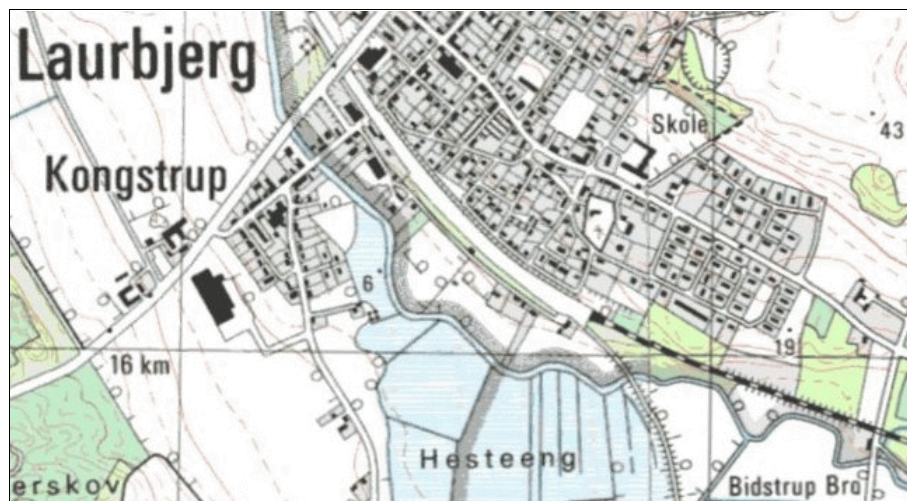 Laurbjerg
Skole
43
Kongstrup
6
19
16 km
Hesteeng
erskov
Bidstrup Bro